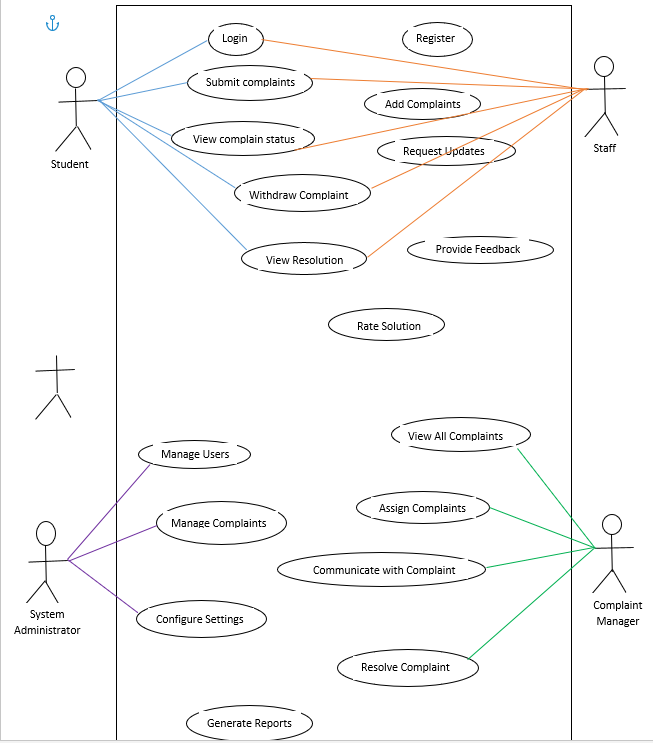 Login
Register
Submit complaints
Add Complaints
View complain status
Request Updates
Staff
Student
Withdraw Complaint
View Resolution
Provide Feedback
Rate Solution
View All Complaints
Manage Users
Assign Complaints
Manage Complaints
Communicate with Complaint
System
Administrator
Configure Settings
Complaint
Manager
Resolve Complaint
Generate Reports